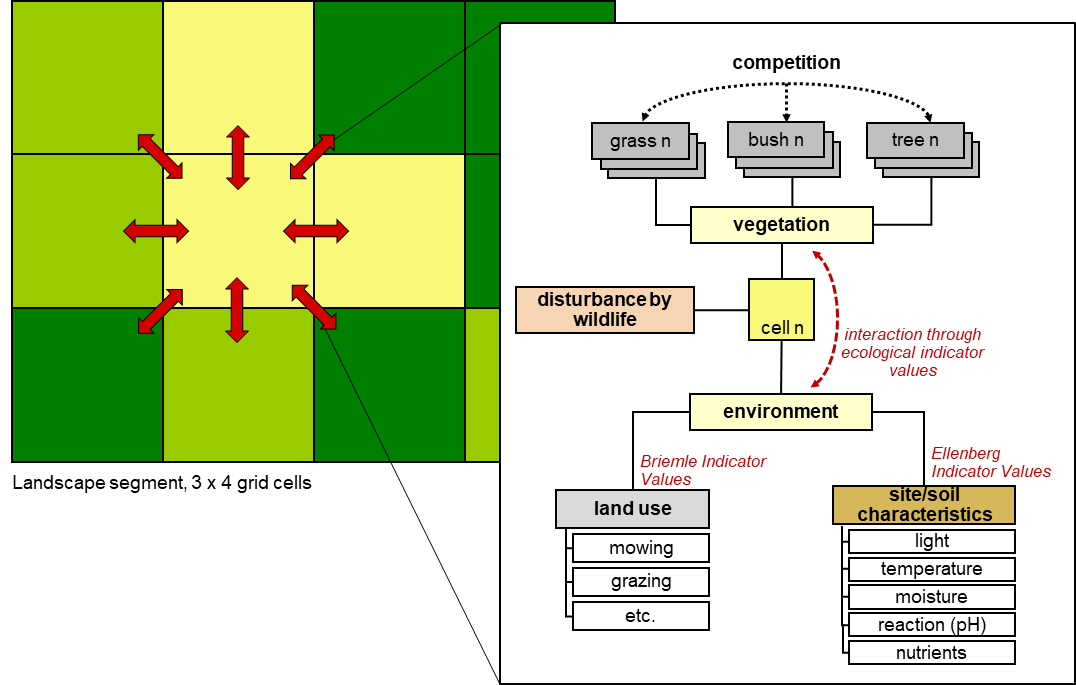 competition
grass n
bush n
tree n
vegetation
disturbance by
wildlife
cell n
interaction through
ecological indicator
values
environment
Briemle Indicator
Values
Ellenberg
Indicator Values
land use
mowing
grazing
etc.
site/soil
characteristics
light
temperature
moisture
reaction (pH)
nutrients
Landscape segment, 3 x 4 grid cells